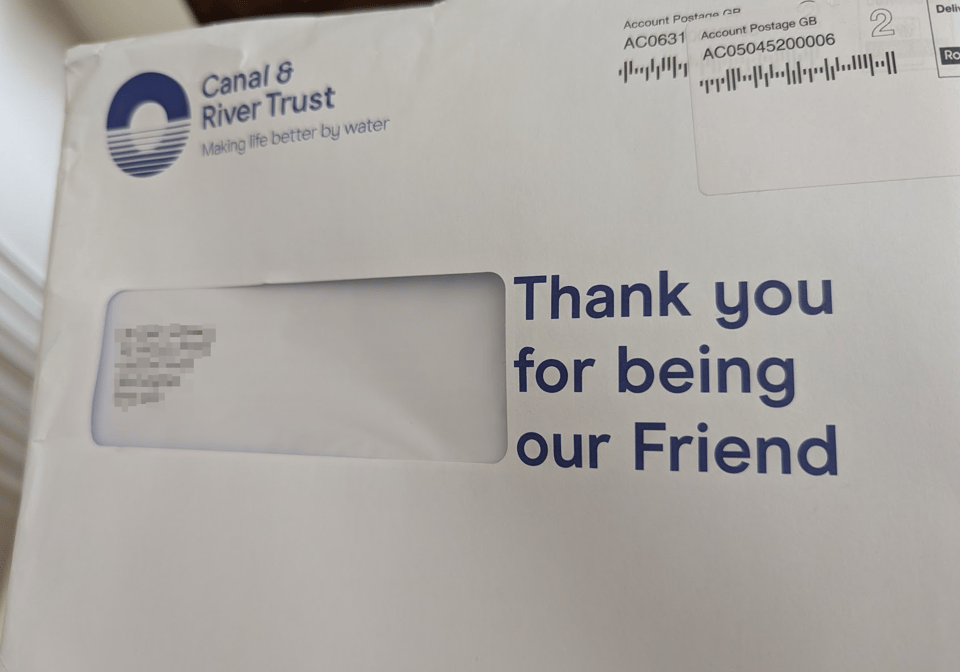 Canal &
River Trust
Making life better by water
Account Postage GB
AC0631
Account Postage GB
AC05045200006
2
Thank you
for being
our Friend